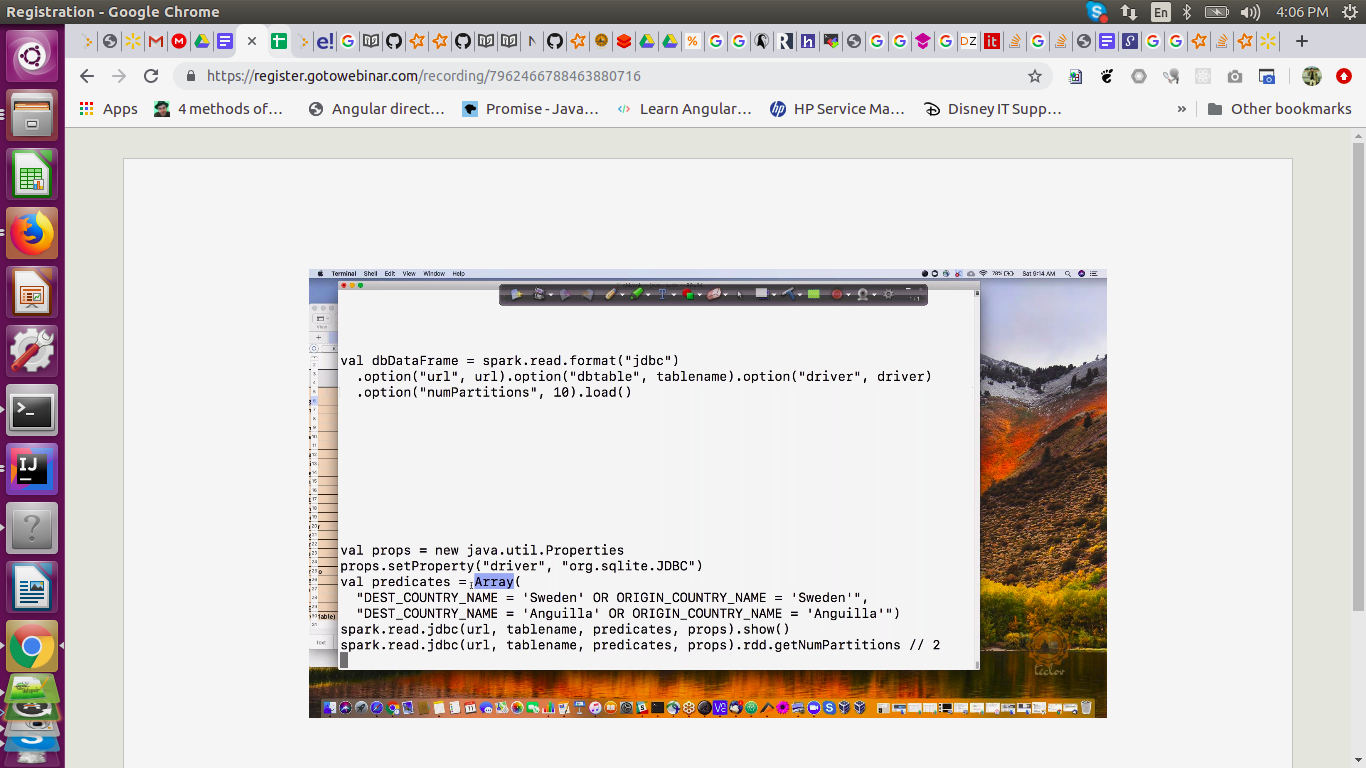 Registration - Google Chrome
En
4:06 PM
https://register.gotowebinar.com/recording/7962466788463880716
Apps
4 methods of…
Angular direct…
Promise - Java…
Learn Angular…
HP Service Ma…
Disney IT Supp…
»
Other bookmarks
Terminal Shell Edit View Window Help
78%
Sat 9:14 AM
val dbDataFrame = spark.read.format("jdbc")
.option("url", url).option("dbtable", tablename).option("driver", driver)
.option("numPartitions", 10).load()
val props = new java.util.Properties
props.setProperty("driver", "org.sqlite.JDBC")
val predicates = Array(
"DEST_COUNTRY_NAME = 'Sweden' OR ORIGIN_COUNTRY_NAME = 'Sweden'",
"DEST_COUNTRY_NAME = 'Anguilla' OR ORIGIN_COUNTRY_NAME = 'Anguilla'")
spark.read.jdbc(url, tablename, predicates, props).show()
spark.read.jdbc(url, tablename, predicates, props).rdd.getNumPartitions // 2